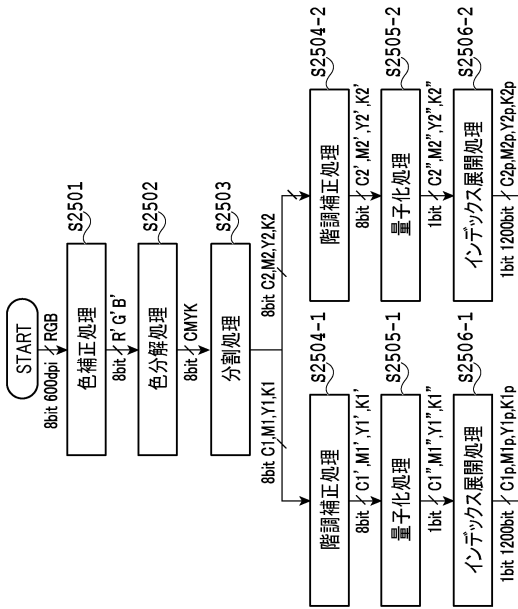 START
8bit 600dpi RGB
色補正処理
S2501
8bit R'G'B'
色分解処理
S2502
8bit CMYK
分割処理
S2503
8bit C1,M1,Y1,K1
8bit C2,M2,Y2,K2
階調補正処理
S2504-1
8bit C1',M1',Y1',K1'
量子化処理
S2505-1
1bit C1",M1",Y1",K1"
インデックス展開処理
S2506-1
1bit 1200bit C1p,M1p,Y1p,K1p
階調補正処理
S2504-2
8bit C2',M2',Y2',K2'
量子化処理
S2505-2
1bit C2",M2",Y2",K2"
インデックス展開処理
S2506-2
1bit 1200bit C2p,M2p,Y2p,K2p